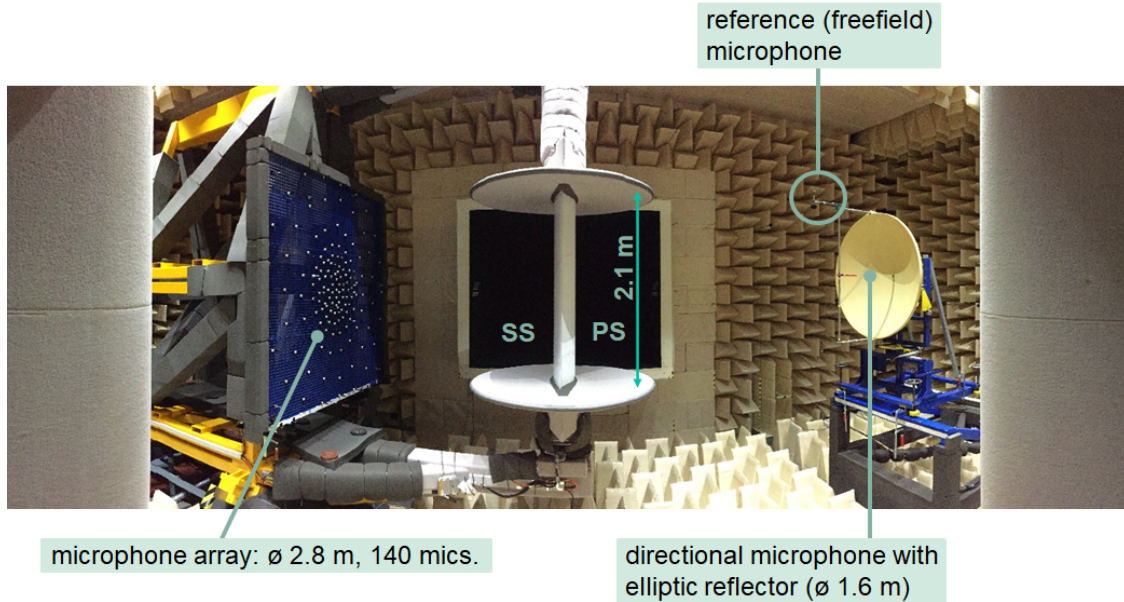 reference (freefield)
microphone
2.1 m
SS
PS
microphone array: ø 2.8 m, 140 mics.
directional microphone with
elliptic reflector (ø 1.6 m)